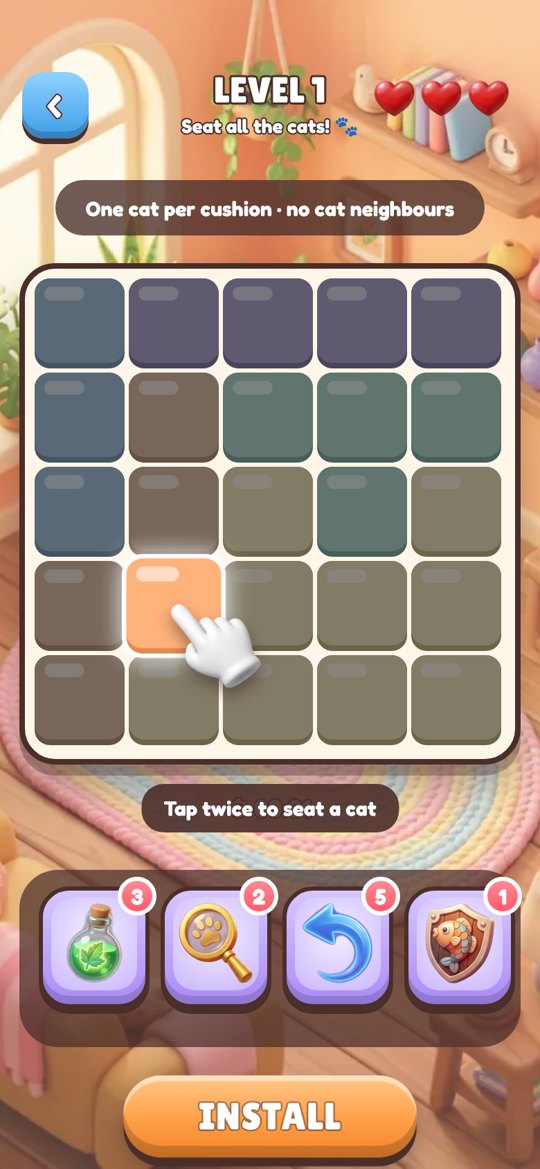 LEVEL 1
Seat all the cats!
One cat per cushion · no cat neighbours
Tap twice to seat a cat
3
2
5
1
INSTALL